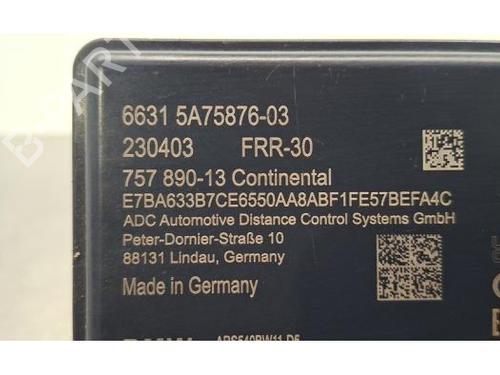 6631 5A75876-03
230403 FRR-30
757 890-13 Continental
E7BA633B7CE6550AA8ABF1FE57BEFA4C
ADC Automotive Distance Control Systems GmbH
Peter-Dornier-Straße 10
88131 Lindau, Germany
Made in Germany